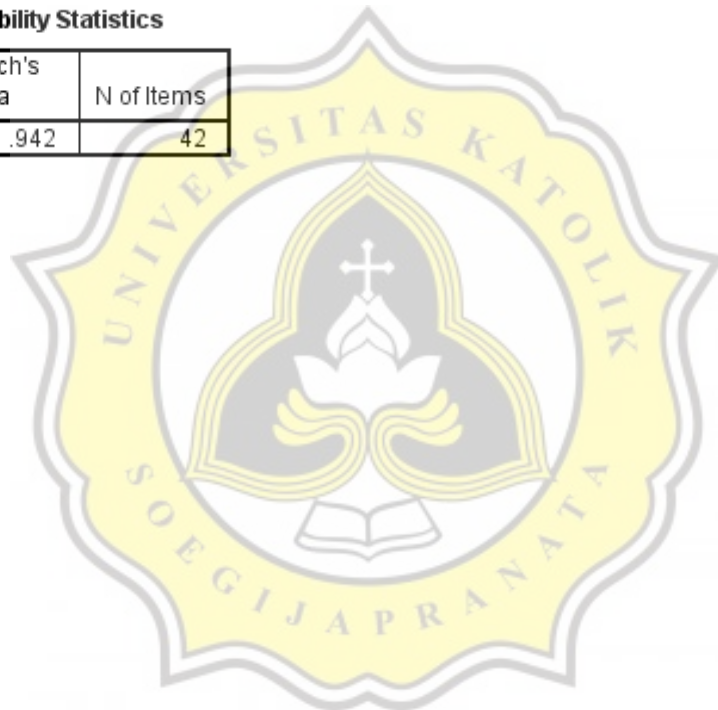 bility Statistics
ch's
a N of Items
.942 42
UNIVERSITAS KATOLIK
SOEGIJAPRANATA